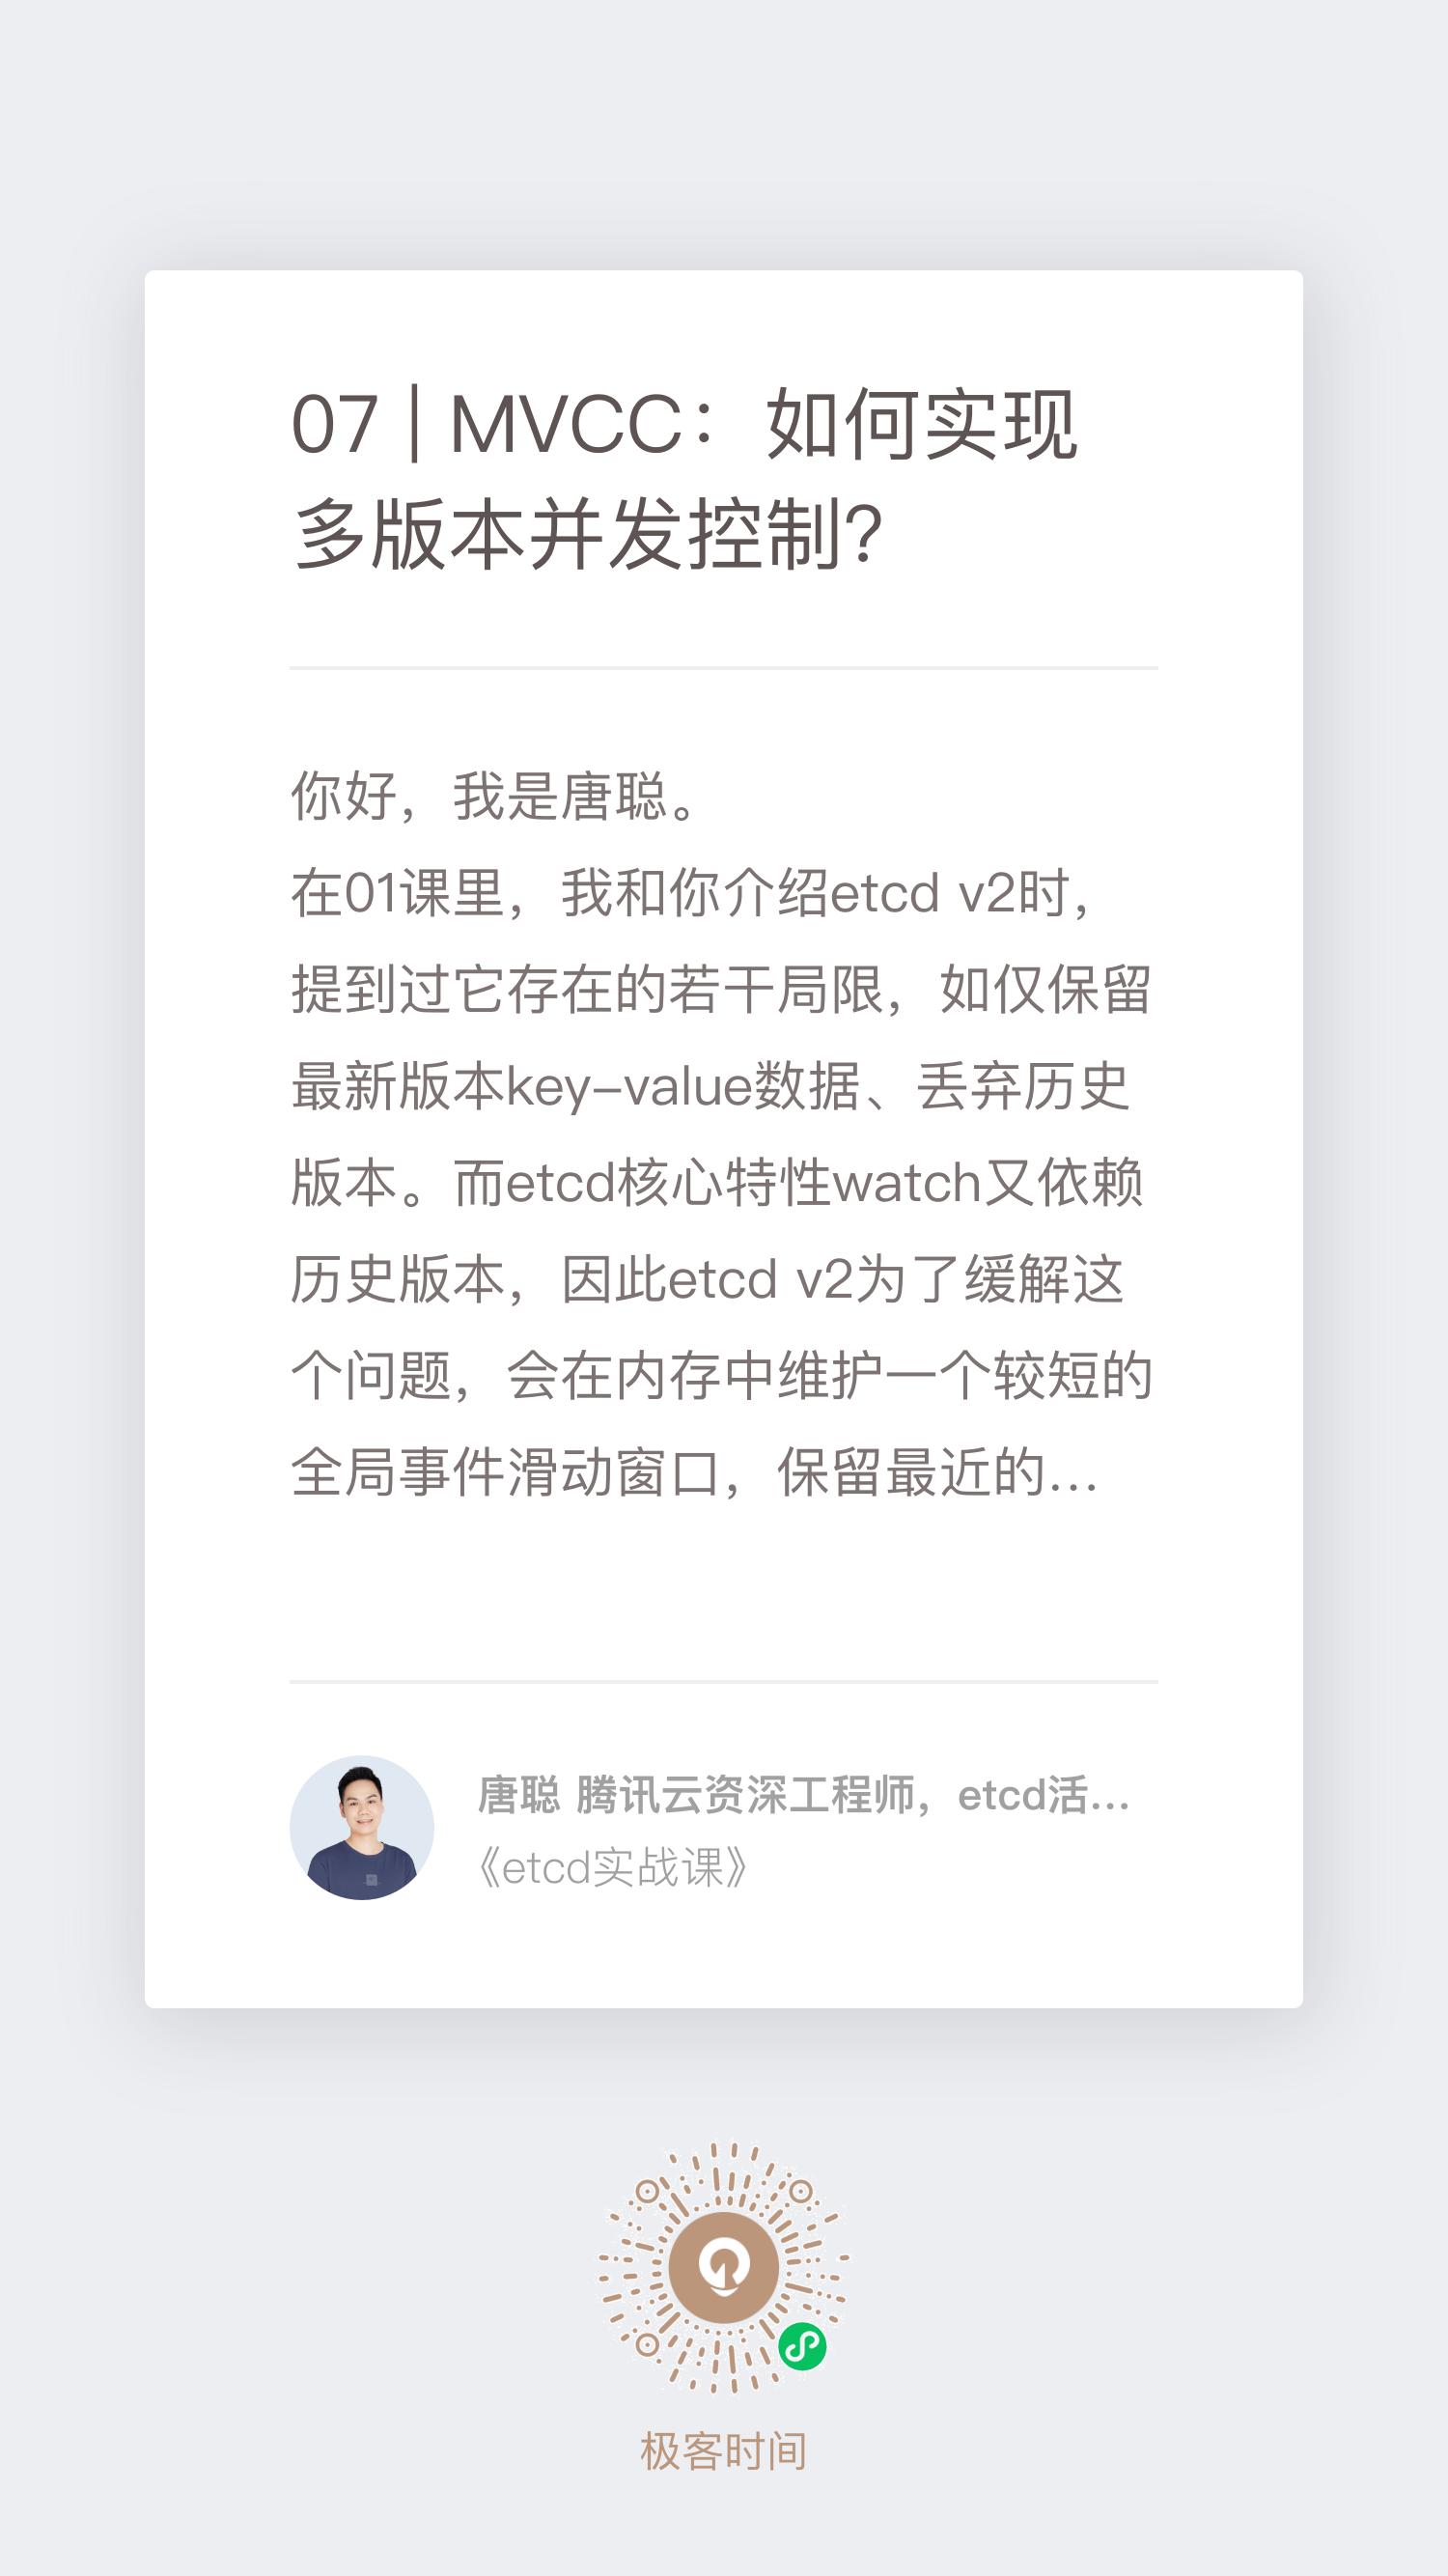 07 | MVCC：如何实现
多版本并发控制？
你好，我是唐聪。
在01课里，我和你介绍etcd v2时，
提到过它存在的若干局限，如仅保留
最新版本key-value数据、丢弃历史
版本。而etcd核心特性watch又依赖
历史版本，因此etcd v2为了缓解这
个问题，会在内存中维护一个较短的
全局事件滑动窗口，保留最近的...
唐聪 腾讯云资深工程师，etcd活...
《etcd实战课》
极客时间